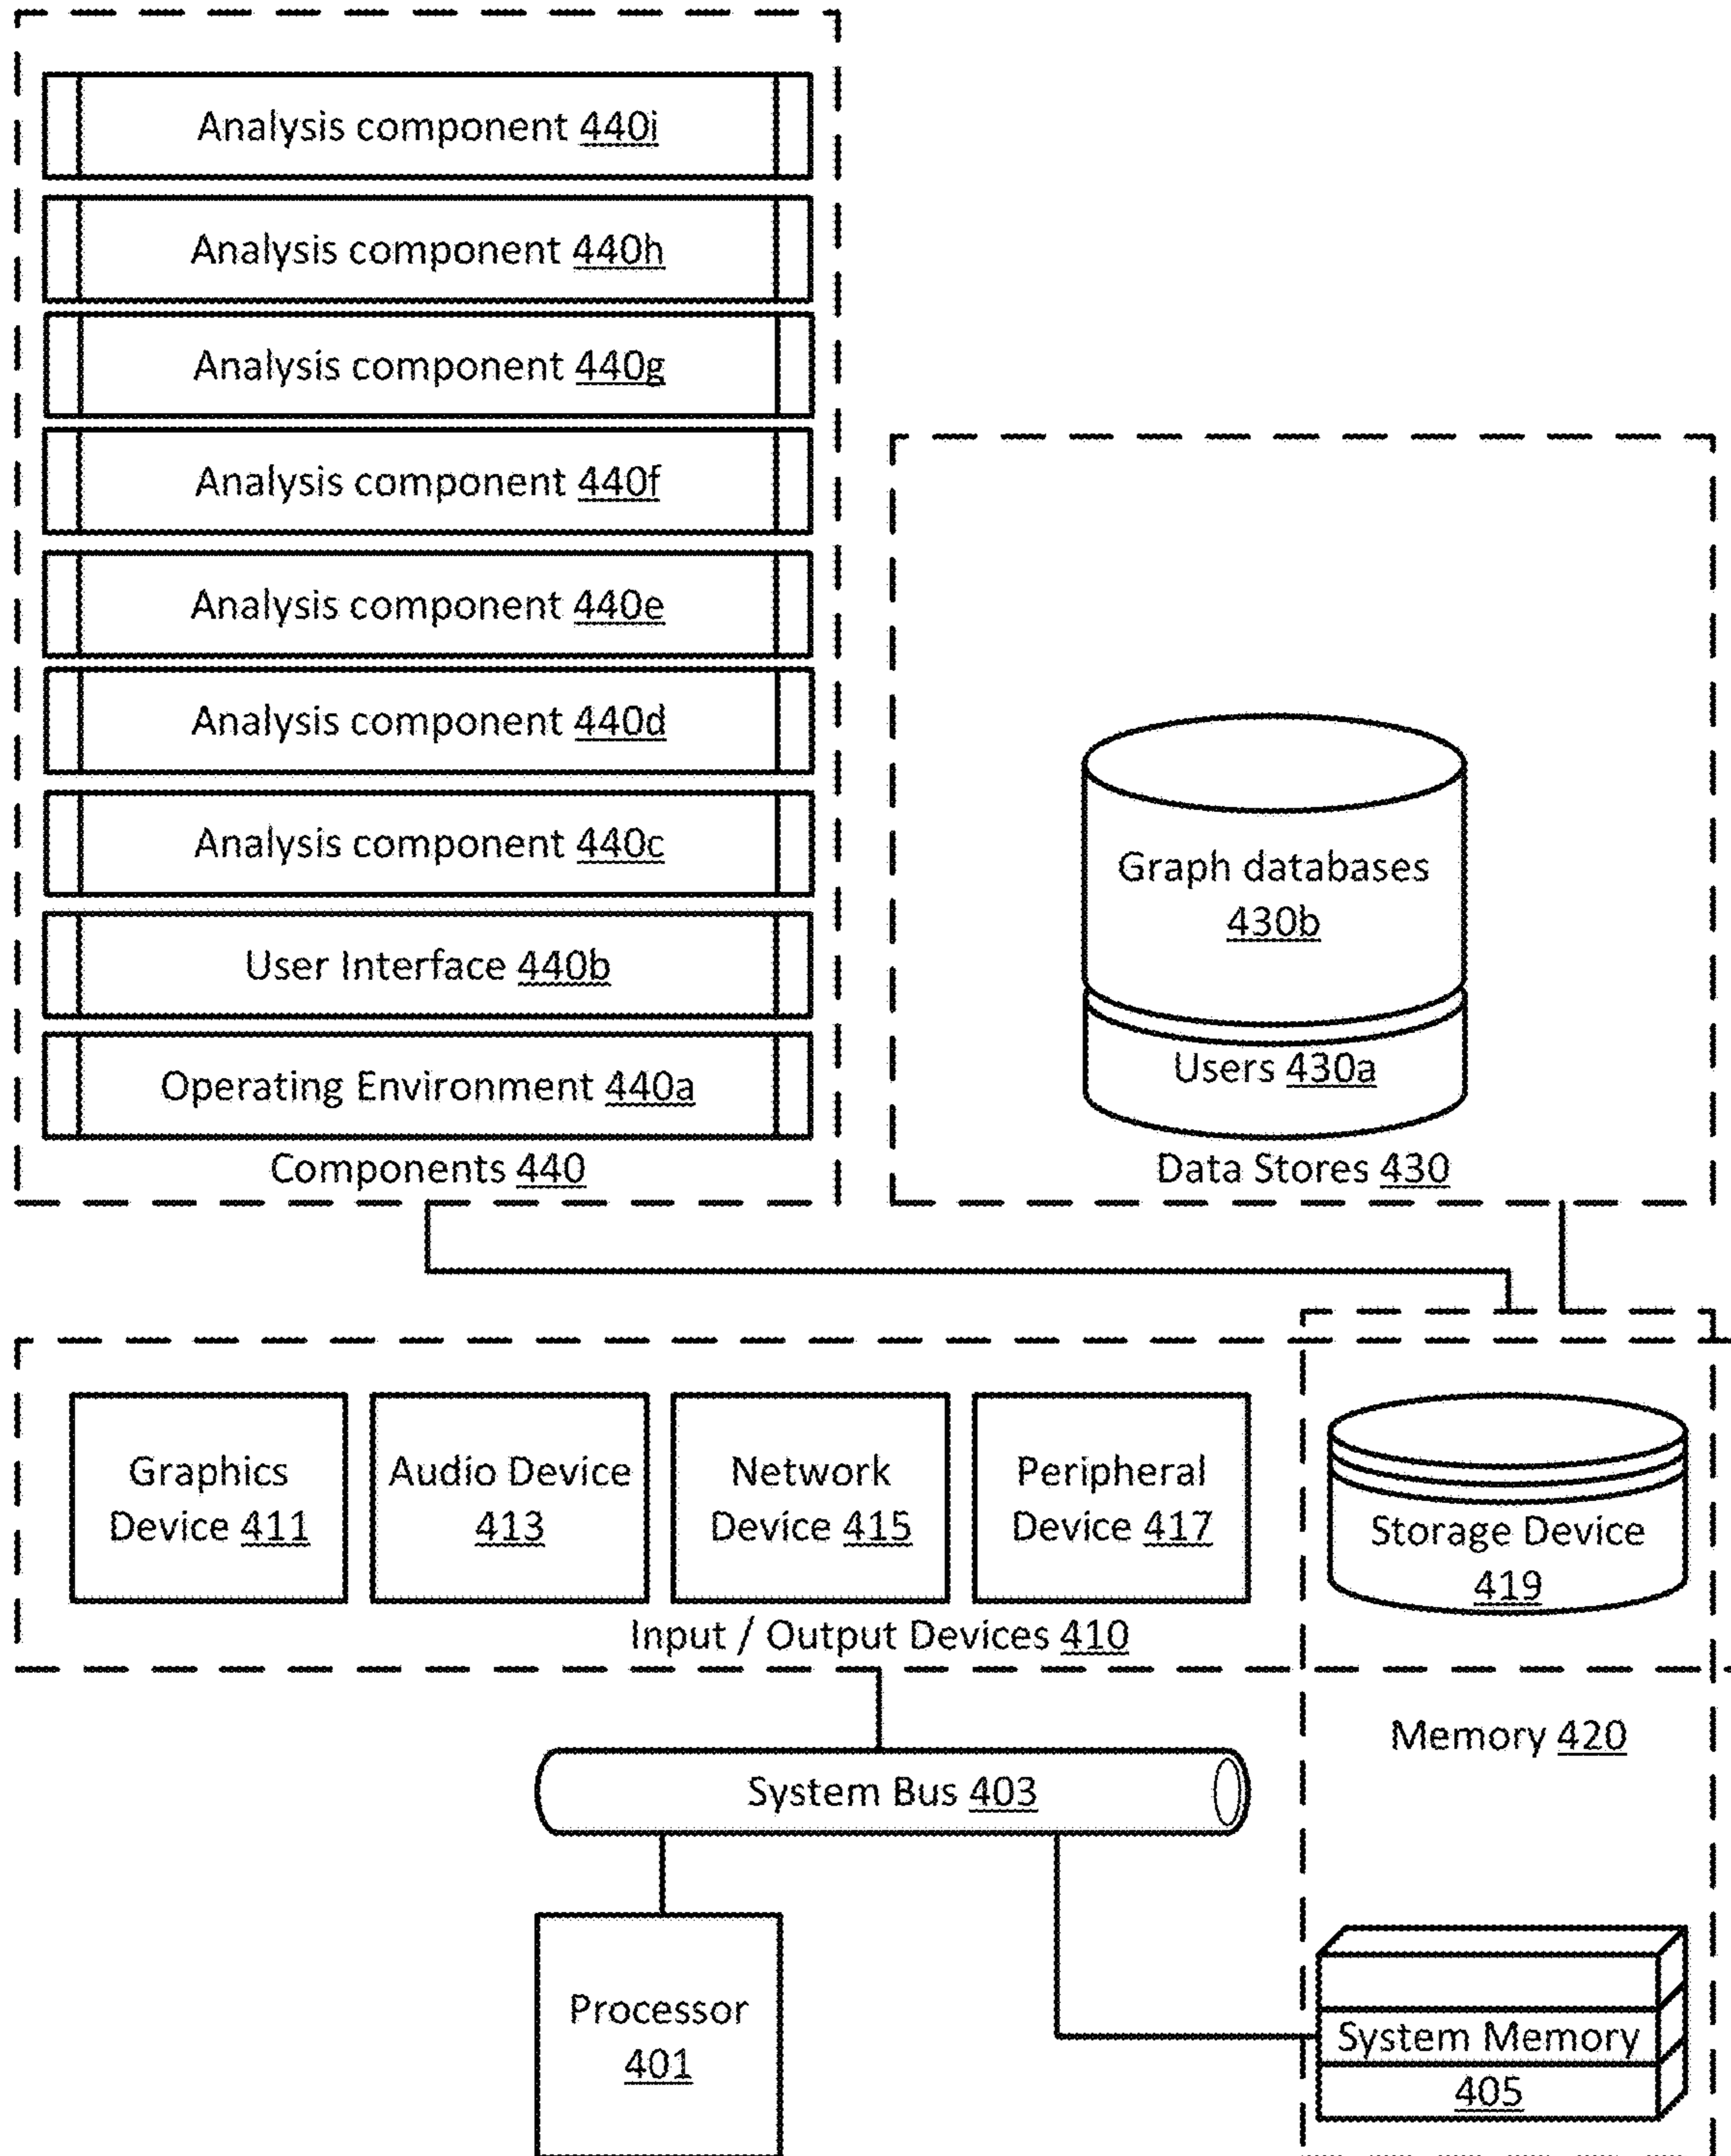 Analysis component 440i
Analysis component 440h
Analysis component 440g
Analysis component 440f
Analysis component 440e
Analysis component 440d
Analysis component 440c
User Interface 440b
Operating Environment 440a
Components 440
Graph databases
430b
Users 430a
Data Stores 430
Graphics
Device 411
Audio Device
413
Network
Device 415
Peripheral
Device 417
Storage Device
419
Input / Output Devices 410
Memory 420
System Bus 403
Processor
401
System Memory
405